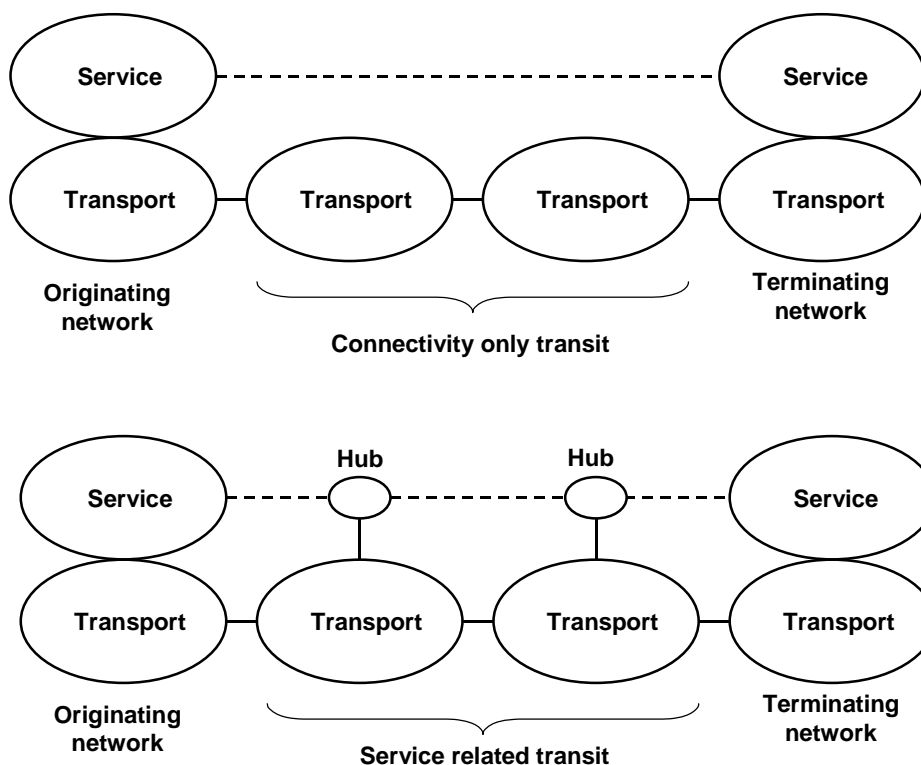 Service
Service
Transport
Transport
Transport
Transport
Originating
network
Terminating
network
Connectivity only transit
Hub
Hub
Service
Service
Transport
Transport
Transport
Transport
Originating
network
Terminating
network
Service related transit